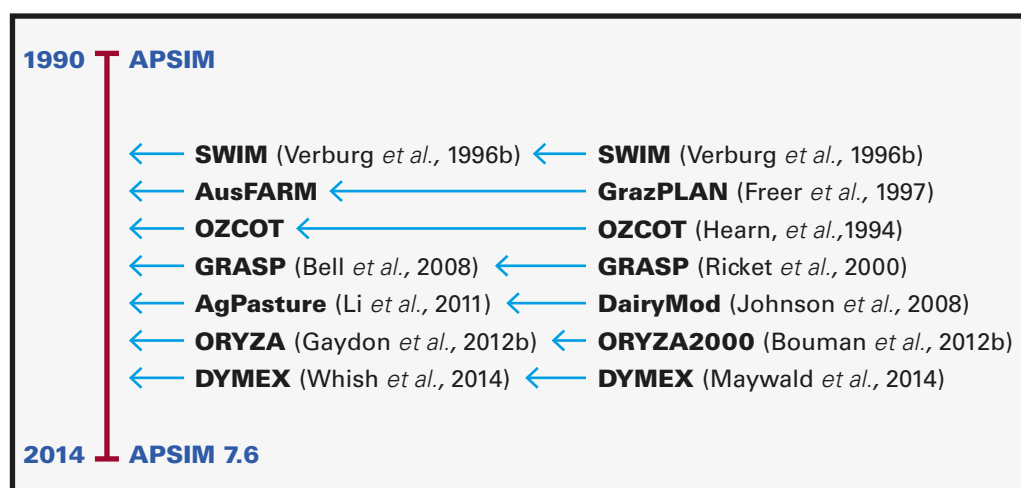 1990 APSIM
SWIM (Verburg et al., 1996b) SWIM (Verburg et al., 1996b)
AusFARM GrazPLAN (Freer et al., 1997)
OZCOT OZCOT (Hearn, et al.,1994)
GRASP (Bell et al., 2008) GRASP (Ricket et al., 2000)
AgPasture (Li et al., 2011) DairyMod (Johnson et al., 2008)
ORYZA (Gaydon et al., 2012b) ORYZA2000 (Bouman et al., 2012b)
DYMEX (Whish et al., 2014) DYMEX (Maywald et al., 2014)
2014 APSIM 7.6